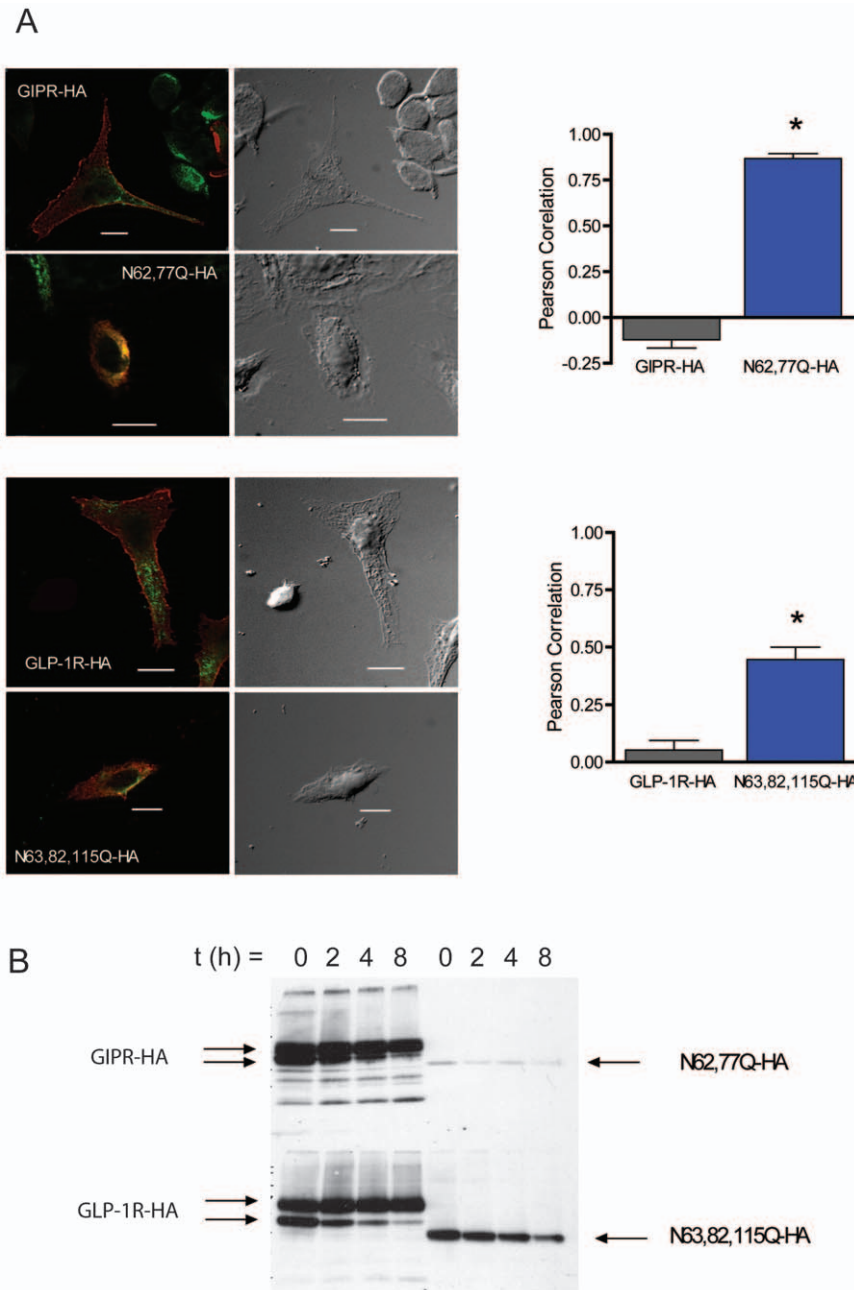 A
GIPR-HA
N62,77Q-HA
1.00
0.75
0.50
0.25
0.00
-0.25
Pearson Corelation
*
GIPR-HA
N62,77Q-HA
GLP-1R-HA
N63,82,115Q-HA
1.00
0.75
0.50
0.25
0.00
Pearson Correlation
*
GLP-1R-HA
N63,82,115Q-HA
B
t (h) = 0 2 4 8 0 2 4 8
GIPR-HA
N62,77Q-HA
GLP-1R-HA
N63,82,115Q-HA